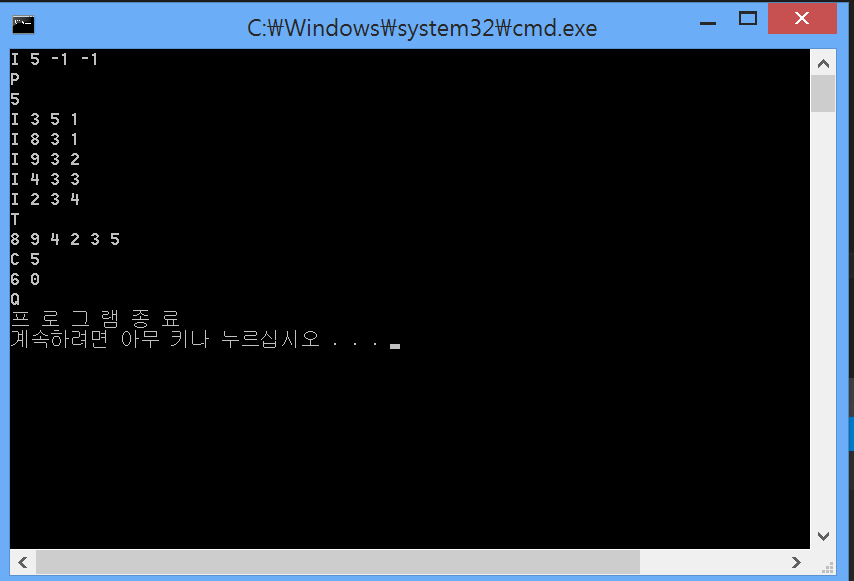 C:₩Windows₩system32₩cmd.exe
I 5 -1 -1
P
5
I 3 5 1
I 8 3 1
I 9 3 2
I 4 3 3
I 2 3 4
T
8 9 4 2 3 5
C 5
6 0
Q
프 로 그 램 종 료
계속하려면 아무 키나 누르십시오 . . .